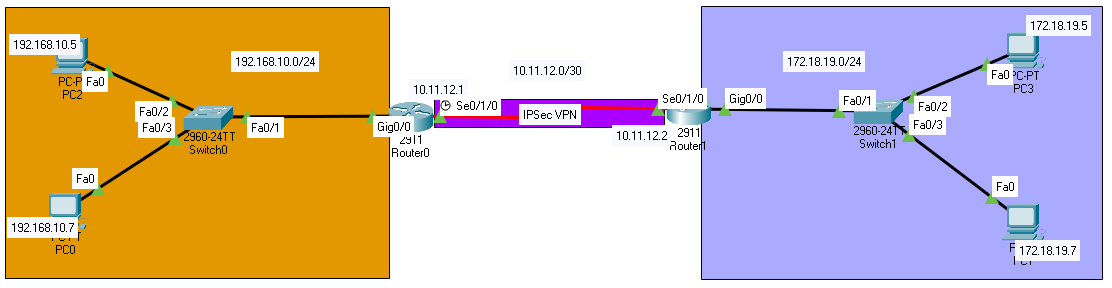 192.168.10.5
PC2
Fa0
192.168.10.0/24
Fa0/2
Fa0/3
Fa0/1
2960-24TT
Switch0
Fa0
192.168.10.7
PC0
Gig0/0
2911
Router0
10.11.12.1
Se0/1/0
10.11.12.0/30
IPSec VPN
Se0/1/0
10.11.12.2
2911
Router1
Gig0/0
172.18.19.0/24
Fa0/1
Fa0/2
Fa0/3
2960-24TT
Switch1
172.18.19.5
Fa0
PC-PT
PC3
Fa0
172.18.19.7